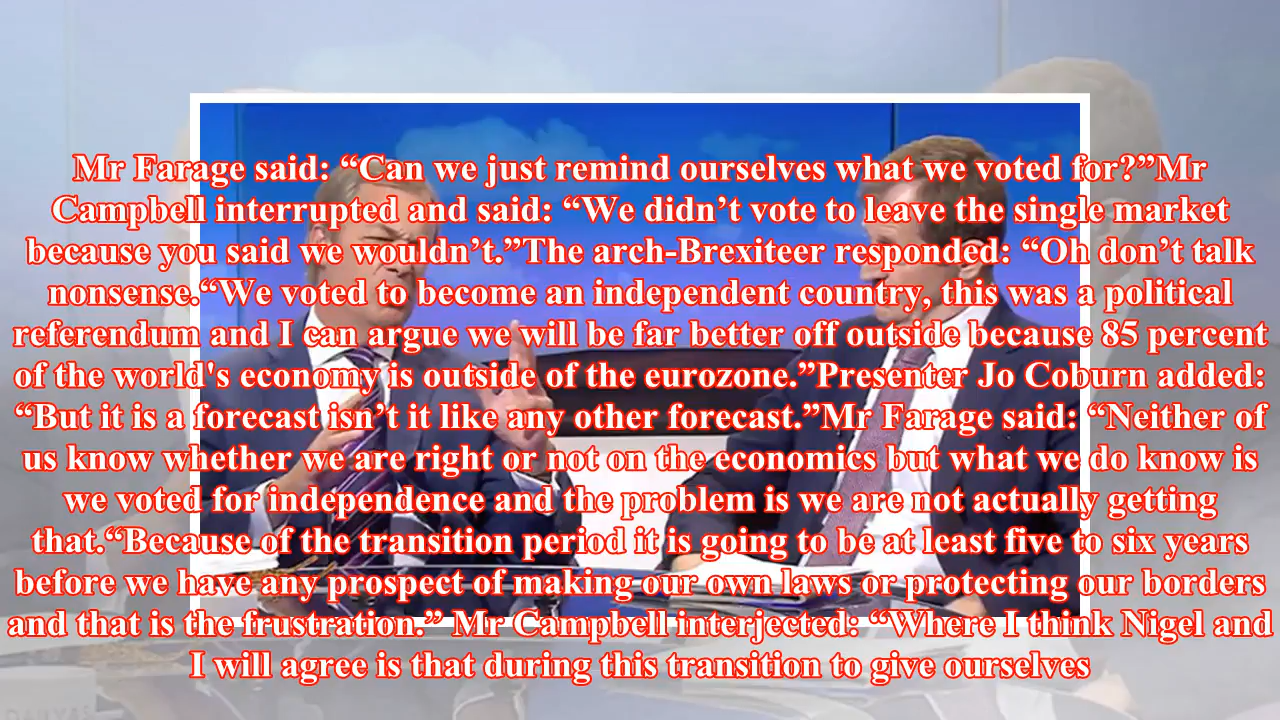 Mr Farage said: “Can we just remind ourselves what we voted for?”Mr
Campbell interrupted and said: “We didn’t vote to leave the single market
because you said we wouldn’t.”The arch-Brexiteer responded: “Oh don’t talk
nonsense.“We voted to become an independent country, this was a political
referendum and I can argue we will be far better off outside because 85 percent
of the world's economy is outside of the eurozone.”Presenter Jo Coburn added:
“But it is a forecast isn’t it like any other forecast.”Mr Farage said: “Neither of
us know whether we are right or not on the economics but what we do know is
we voted for independence and the problem is we are not actually getting
that.“Because of the transition period it is going to be at least five to six years
before we have any prospect of making our own laws or protecting our borders
and that is the frustration.” Mr Campbell interjected: “Where I think Nigel and
I will agree is that during this transition to give ourselves